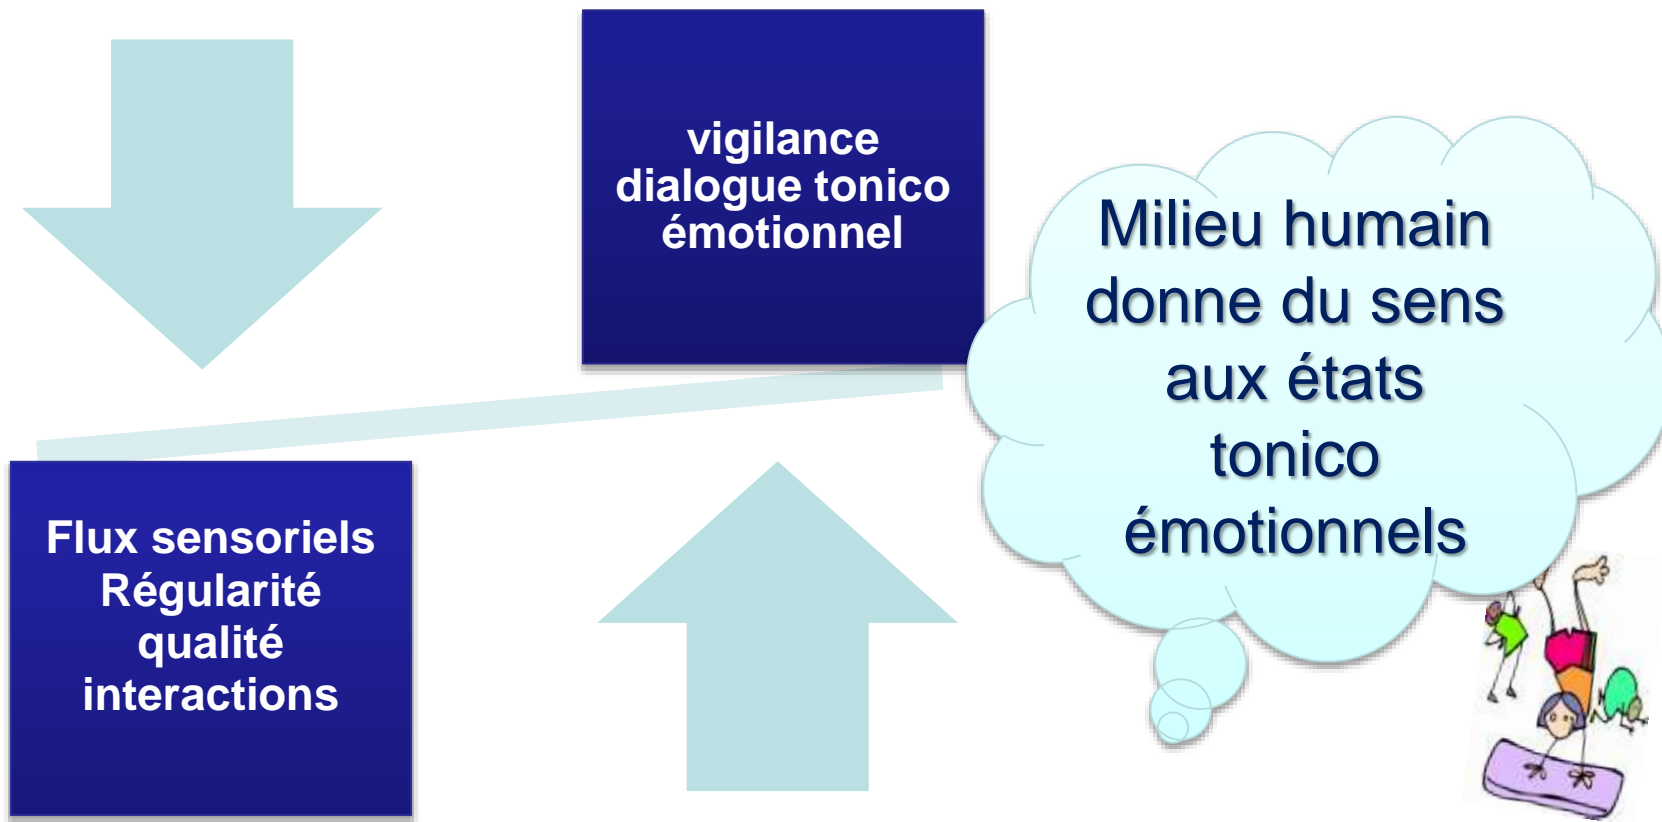 vigilance
dialogue tonico
émotionnel
Milieu humain
donne du sens
aux états
tonico
émotionnels
Flux sensoriels
Régularité
qualité
interactions